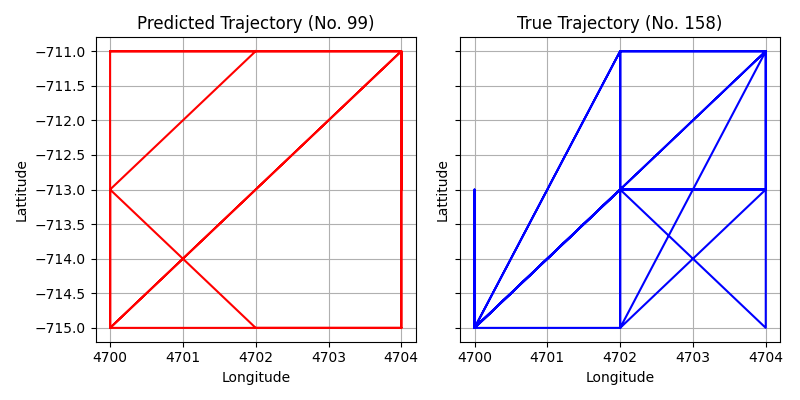 Predicted Trajectory (No. 99)
True Trajectory (No. 158)
−711.0
−711.5
−712.0
−712.5
−713.0
−713.5
−714.0
−714.5
−715.0
Lattitude
Lattitude
4700 4701 4702 4703 4704
4700 4701 4702 4703 4704
Longitude
Longitude